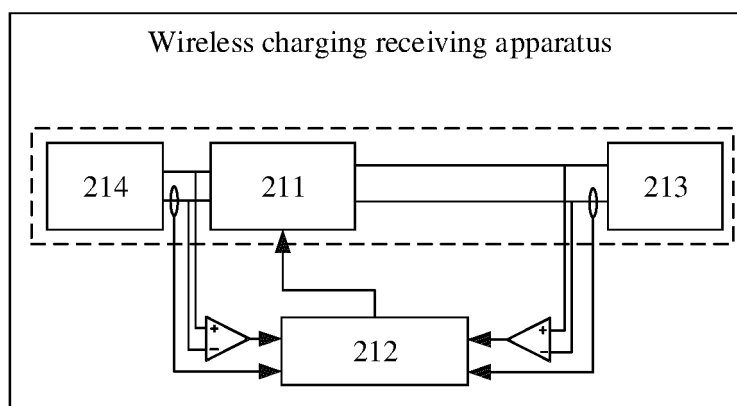 Wireless charging receiving apparatus
214 211 213
+ +
− −
212